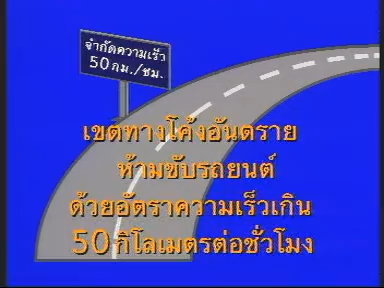 จำกัดความเร็ว
50 กม./ชม.
เขตทางโค้งอันตราย
ห้ามขับรถยนต์
ด้วยอัตราความเร็วเกิน
50 กิโลเมตรต่อชั่วโมง